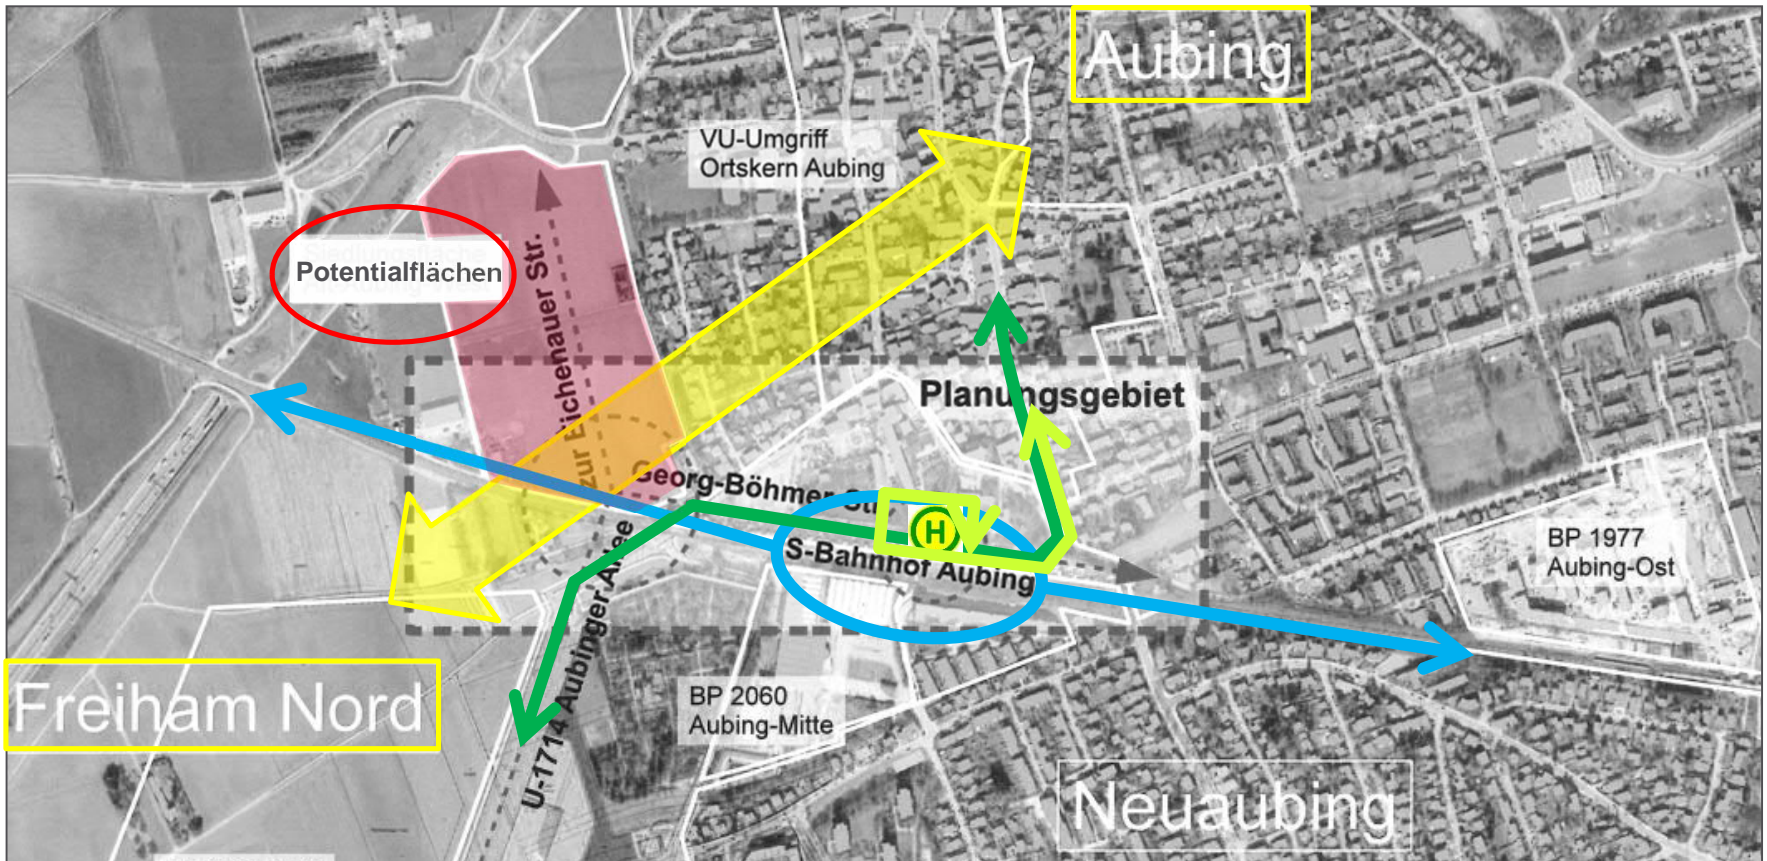 Aubing
VU-Umgriff
Ortskern Aubing
Potentialflächen
zur Eichenauer Str.
Planungsgebiet
Georg-Böhmer-Str.
H
S-Bahnhof Aubing
BP 1977
Aubing-Ost
U-1714 Aubinger Allee
Freiham Nord
BP 2060
Aubing-Mitte
Neuaubing